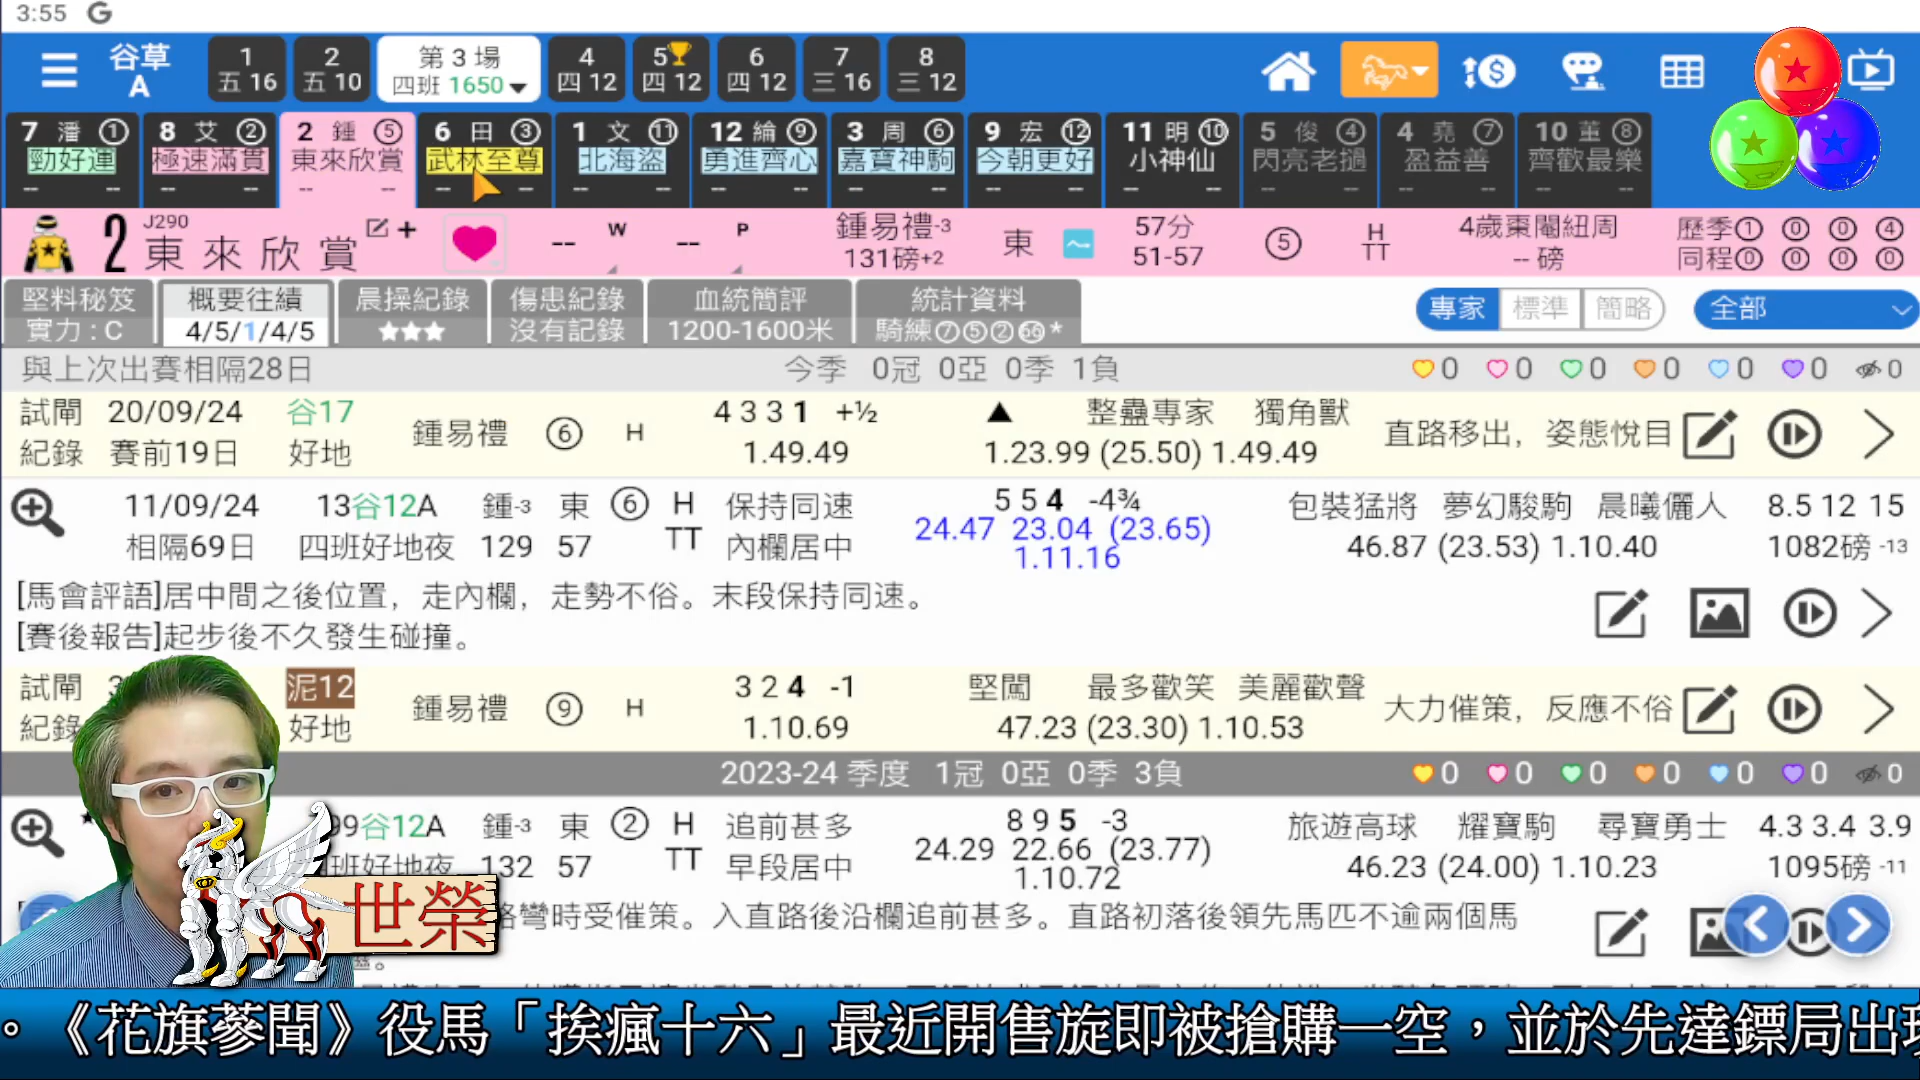 3:55 G
谷草
A
1
五 16
2
五 10
第 3 場
四班 1650
4
四 12
5
四 12
6
四 12
7
三 16
8
三 12
7 潘 ①
勁好運
-- --
8 艾 ②
極速滿貫
-- --
2 鍾 ⑤
東來欣賞
-- --
6 田 ③
武林至尊
-- --
1 文 ⑪
北海盜
-- --
12 綸 ⑨
勇進齊心
-- --
3 周 ⑥
嘉寶神駒
-- --
9 宏 ⑫
今朝更好
-- --
11 明 ⑩
小神仙
-- --
5 俊 ④
閃亮老撾
-- --
4 堯 ⑦
盈益善
-- --
10 董 ⑧
齊歡最樂
-- --
2 J290
東來欣賞
-- W -- P
鍾易禮-3
131磅+2
東
57分
51-57
⑤
H
TT
4歲棗閹紐周
-- 磅
歷季① ⓪ ⓪ ④
同程⓪ ⓪ ⓪ ⓪
堅料秘笈
實力 : C
概要往績
4/5/1/4/5
晨操紀錄
★★★
傷患紀錄
沒有記錄
血統簡評
1200-1600米
統計資料
騎練⑦⑤②66*
專家 標準 簡略
全部
與上次出賽相隔28日 今季 0冠 0亞 0季 1負 0 0 0 0 0 0 0
試閘 20/09/24 谷17 鍾易禮 ⑥ H 4 3 3 1 +½ ▲ 整蠱專家 獨角獸 直路移出，姿態悅目
紀錄 賽前19日 好地 1.49.49 1.23.99 (25.50) 1.49.49
11/09/24 13谷12A 鍾-3 東 ⑥ H 保持同速 5 5 4 -4¾ 包裝猛將 夢幻駿駒 晨曦儷人 8.5 12 15
24.47 23.04 (23.65)
相隔69日 四班好地夜 129 57 TT 內欄居中 1.11.16 46.87 (23.53) 1.10.40 1082磅 -13
[馬會評語]居中間之後位置，走內欄，走勢不俗。末段保持同速。
[賽後報告]起步後不久發生碰撞。
試閘 3 泥12 鍾易禮 ⑨ H 3 2 4 -1 堅闖 最多歡笑 美麗歡聲 大力催策，反應不俗
紀錄 好地 1.10.69 47.23 (23.30) 1.10.53
2023-24 季度 1冠 0亞 0季 3負 0 0 0 0 0 0 0
99谷12A 鍾-3 東 ② H 追前甚多 8 9 5 -3 旅遊高球 耀寶駒 尋寶勇士 4.3 3.4 3.9
24.29 22.66 (23.77)
班好地夜 132 57 TT 早段居中 1.10.72 46.23 (24.00) 1.10.23 1095磅 -11
彎時受催策。入直路後沿欄追前甚多。直路初落後領先馬匹不逾兩個馬
世榮
。《花旗蔘聞》役馬「挨瘋十六」最近開售旋即被搶購一空，並於先達鏢局出現